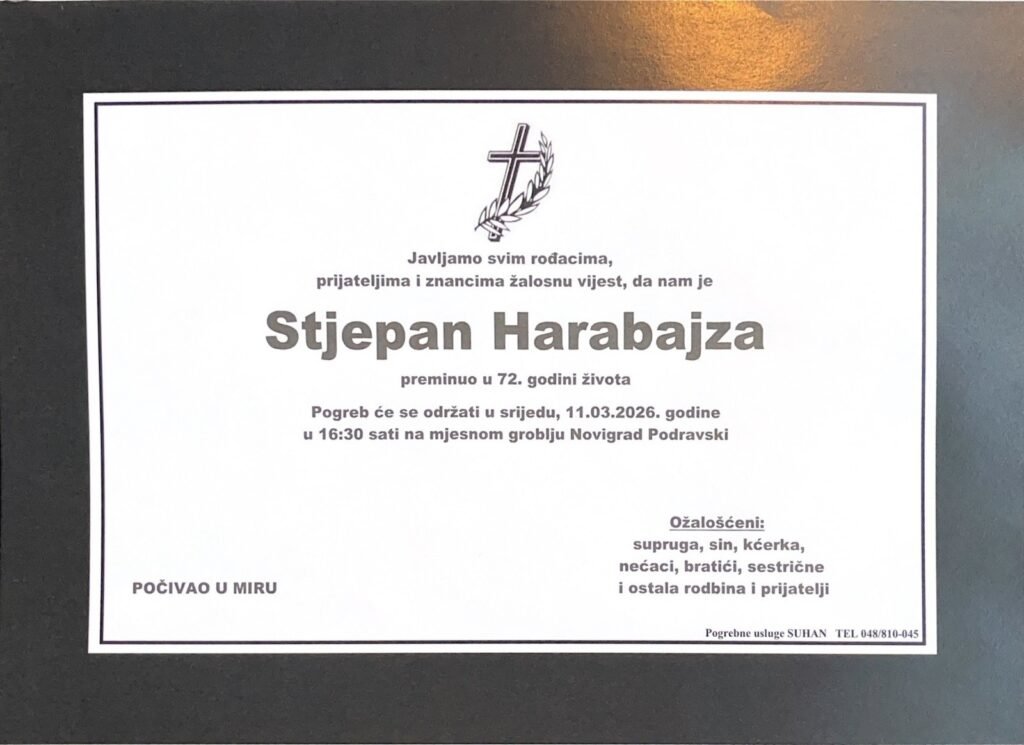 Javljamo svim rođacima,
prijateljima i znancima žalosnu vijest, da nam je
Stjepan Harabajza
preminuo u 72. godini života
Pogreb će se održati u srijedu, 11.03.2026. godine
u 16:30 sati na mjesnom groblju Novigrad Podravski
Ožalošćeni:
supruga, sin, kćerka,
nećaci, bratići, sestrične
i ostala rodbina i prijatelji
POČIVAO U MIRU
Pogrebne usluge SUHAN TEL 048/810-045